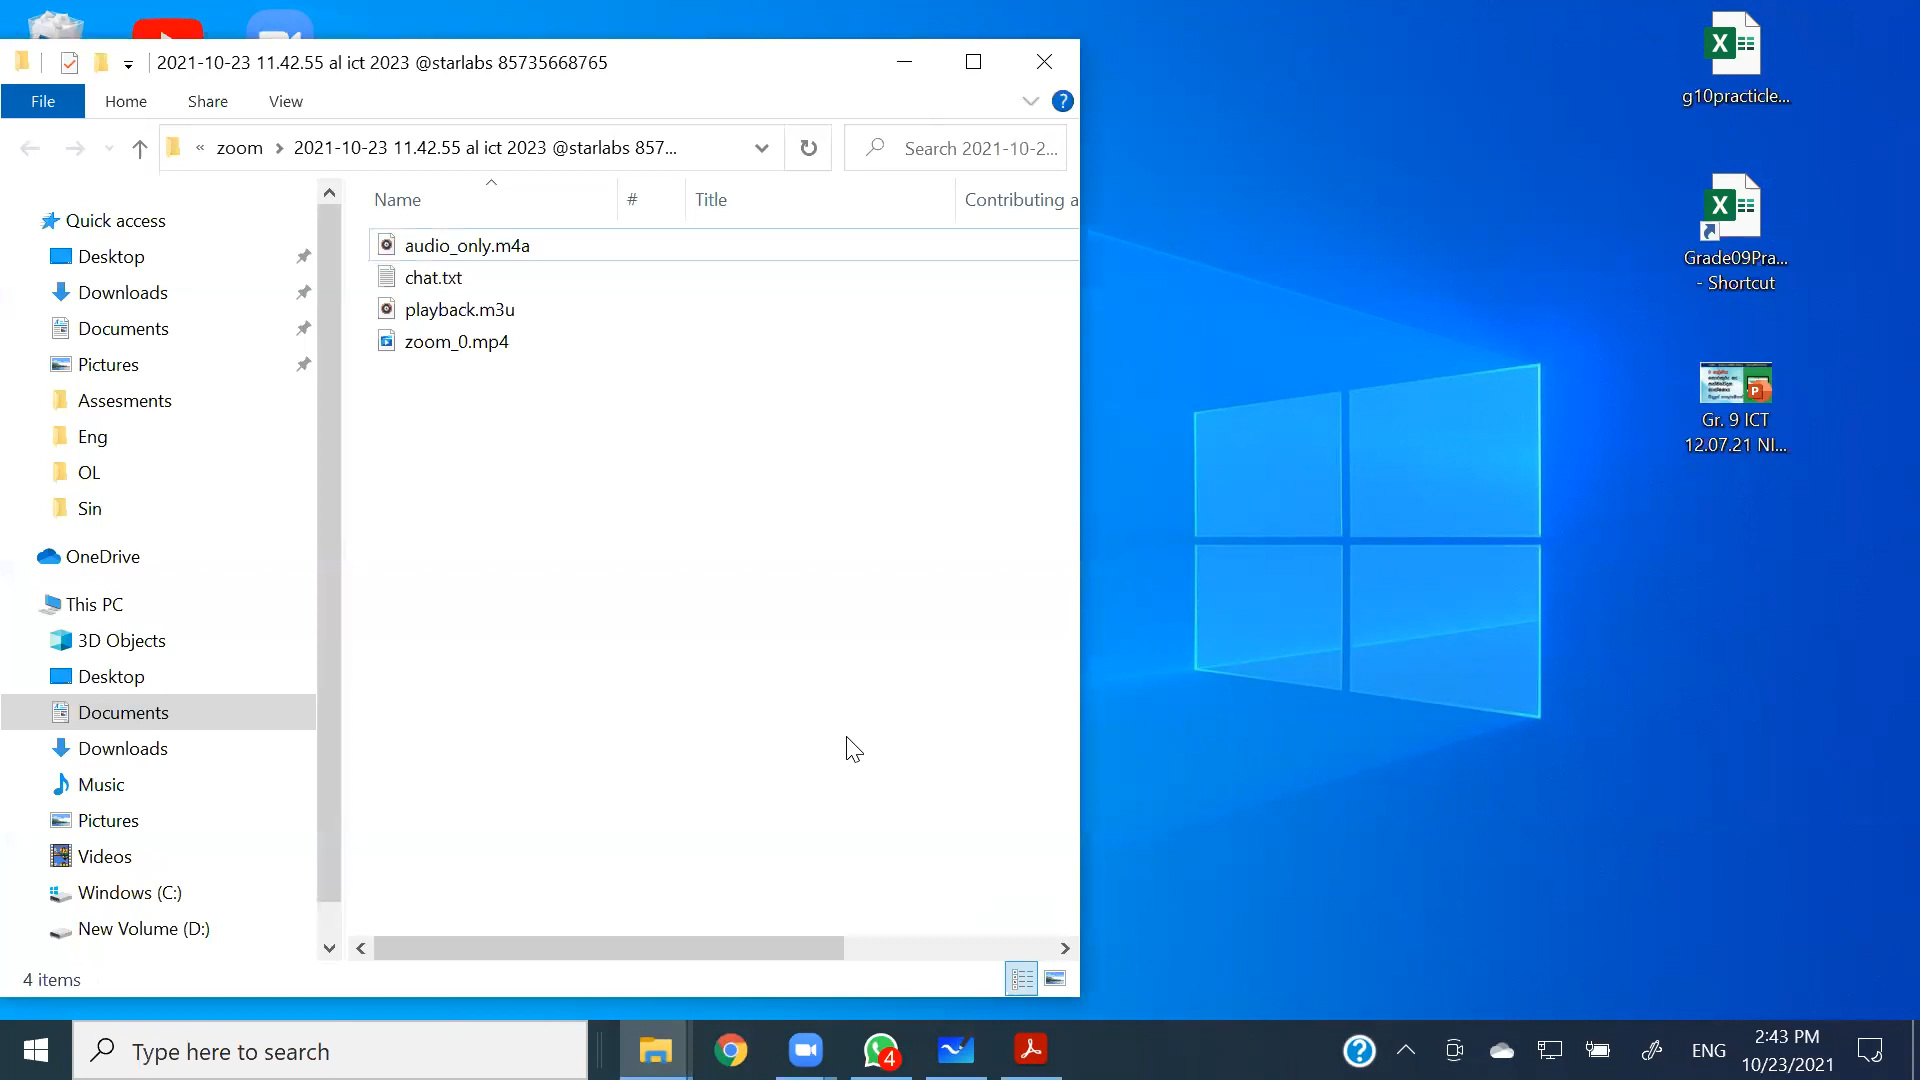 2021-10-23 11.42.55 al ict 2023 @starlabs 85735668765
File
Home
Share
View
?
« zoom > 2021-10-23 11.42.55 al ict 2023 @starlabs 857...
Search 2021-10-2...
Name
#
Title
Contributing a
audio_only.m4a
chat.txt
playback.m3u
zoom_0.mp4
Quick access
Desktop
Downloads
Documents
Pictures
Assesments
Eng
OL
Sin
OneDrive
This PC
3D Objects
Desktop
Documents
Downloads
Music
Pictures
Videos
Windows (C:)
New Volume (D:)
4 items
g10practicle...
Grade09Pra...
- Shortcut
Gr. 9 ICT
12.07.21 NI...
Type here to search
4
?
ENG
2:43 PM
10/23/2021